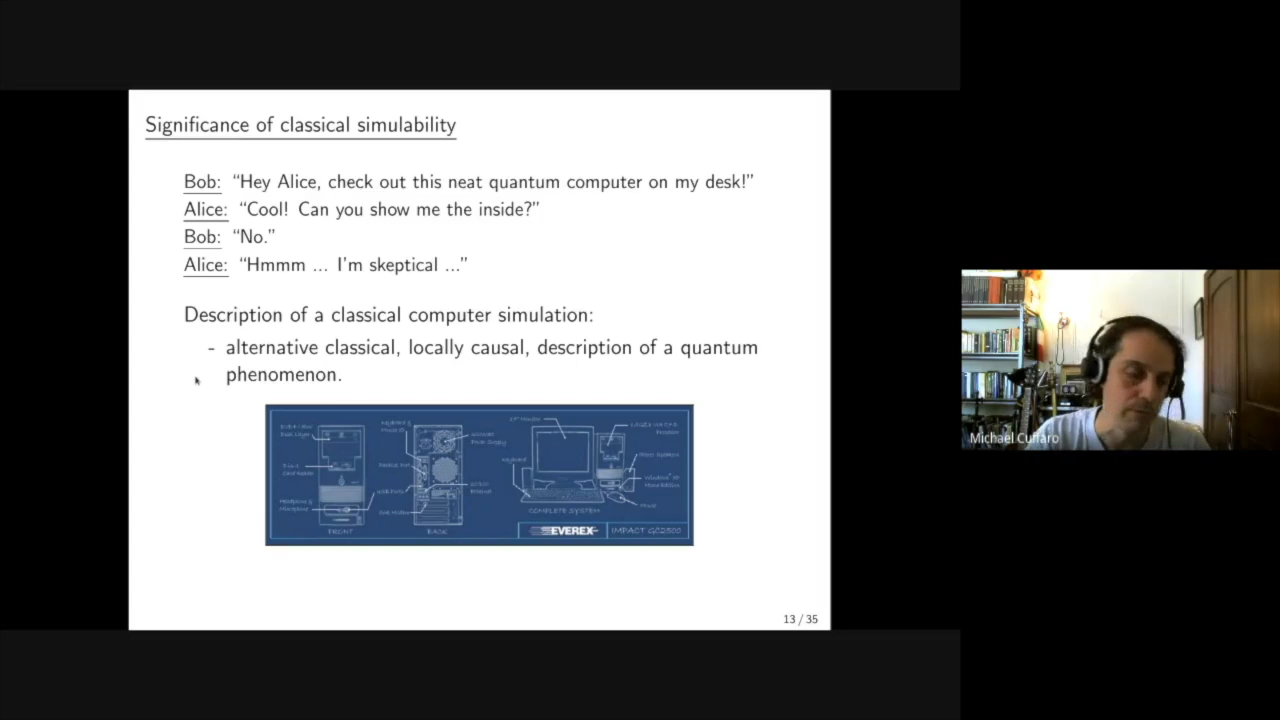 Significance of classical simulability
Bob: “Hey Alice, check out this neat quantum computer on my desk!”
Alice: “Cool! Can you show me the inside?”
Bob: “No.”
Alice: “Hmmm ... I’m skeptical ...”
Description of a classical computer simulation:
- alternative classical, locally causal, description of a quantum
phenomenon.
Keyboard
Mouse
COMPLETE SYSTEM
FRONT
BACK
EVEREX
IMPACT GC2500
13 / 35
Michael Cuffaro